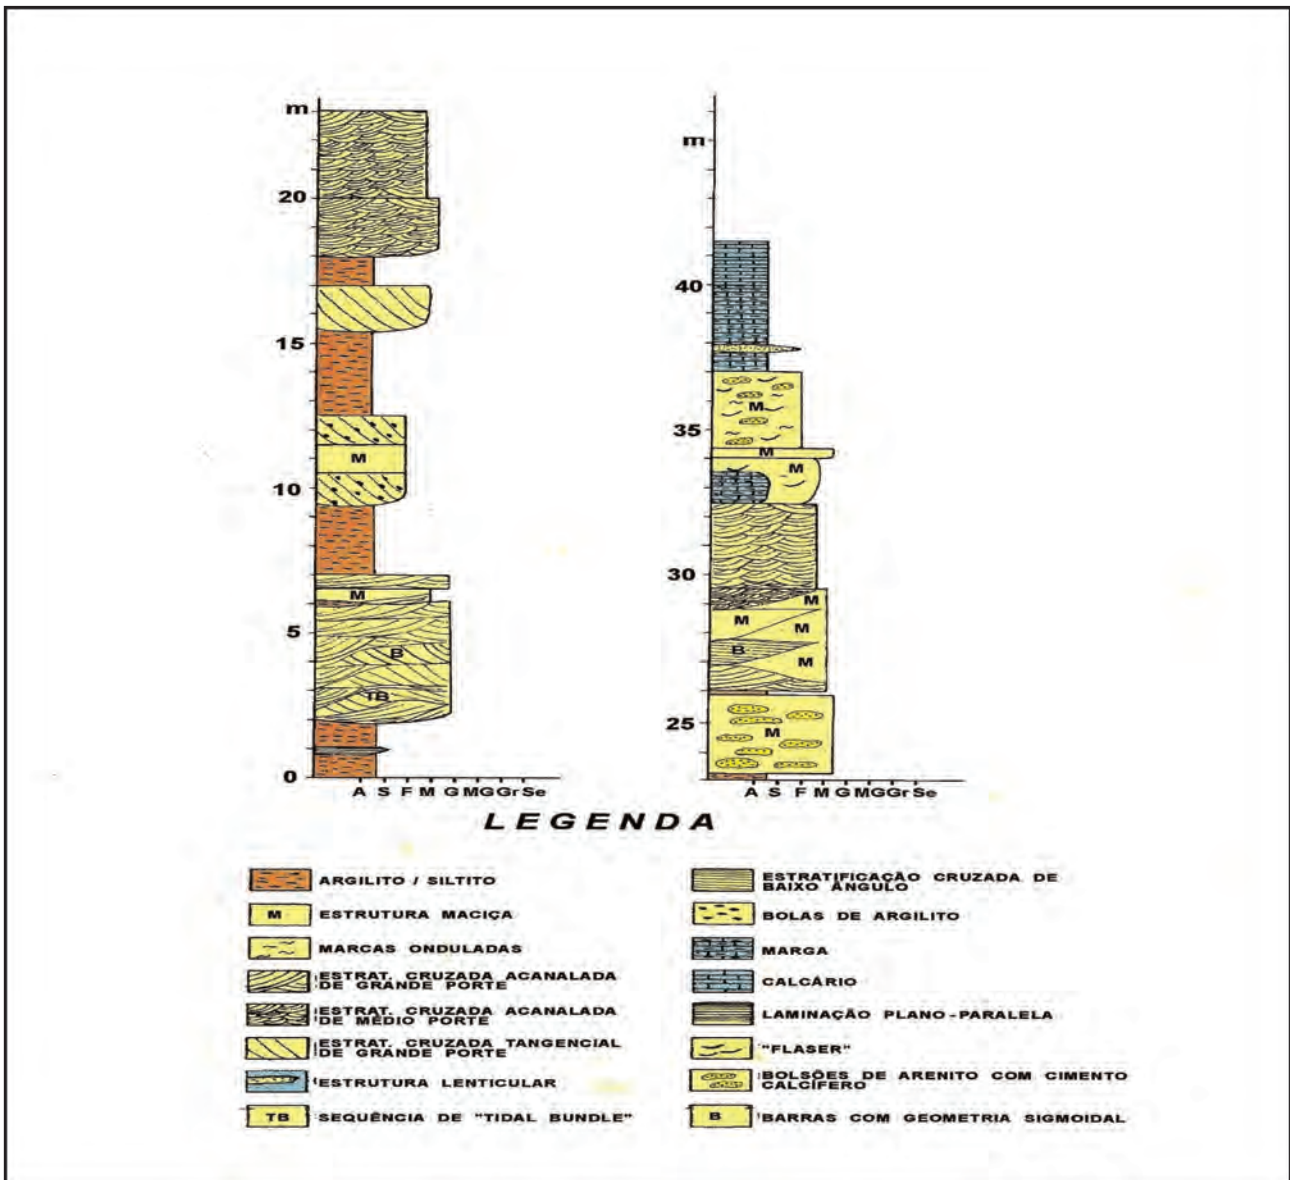 m
20
15
10
5
0
M
M
B
TB
A S F M G MG Gr Se
m
40
35
30
25
M
M
M
M
M
M
B
M
M
A S F M G MG Gr Se
LEGENDA
ARGILITO / SILTITO
M ESTRUTURA MACIÇA
MARCAS ONDULADAS
ESTRAT. CRUZADA ACANALADA
DE GRANDE PORTE
ESTRAT. CRUZADA ACANALADA
DE MÉDIO PORTE
ESTRAT. CRUZADA TANGENCIAL
DE GRANDE PORTE
ESTRUTURA LENTICULAR
TB SEQUÊNCIA DE "TIDAL BUNDLE"
ESTRATIFICAÇÃO CRUZADA DE
BAIXO ÂNGULO
BOLAS DE ARGILITO
MARGA
CALCÁRIO
LAMINAÇÃO PLANO-PARALELA
"FLASER"
BOLSÕES DE ARENITO COM CIMENTO
CALCÍFERO
B BARRAS COM GEOMETRIA SIGMOIDAL